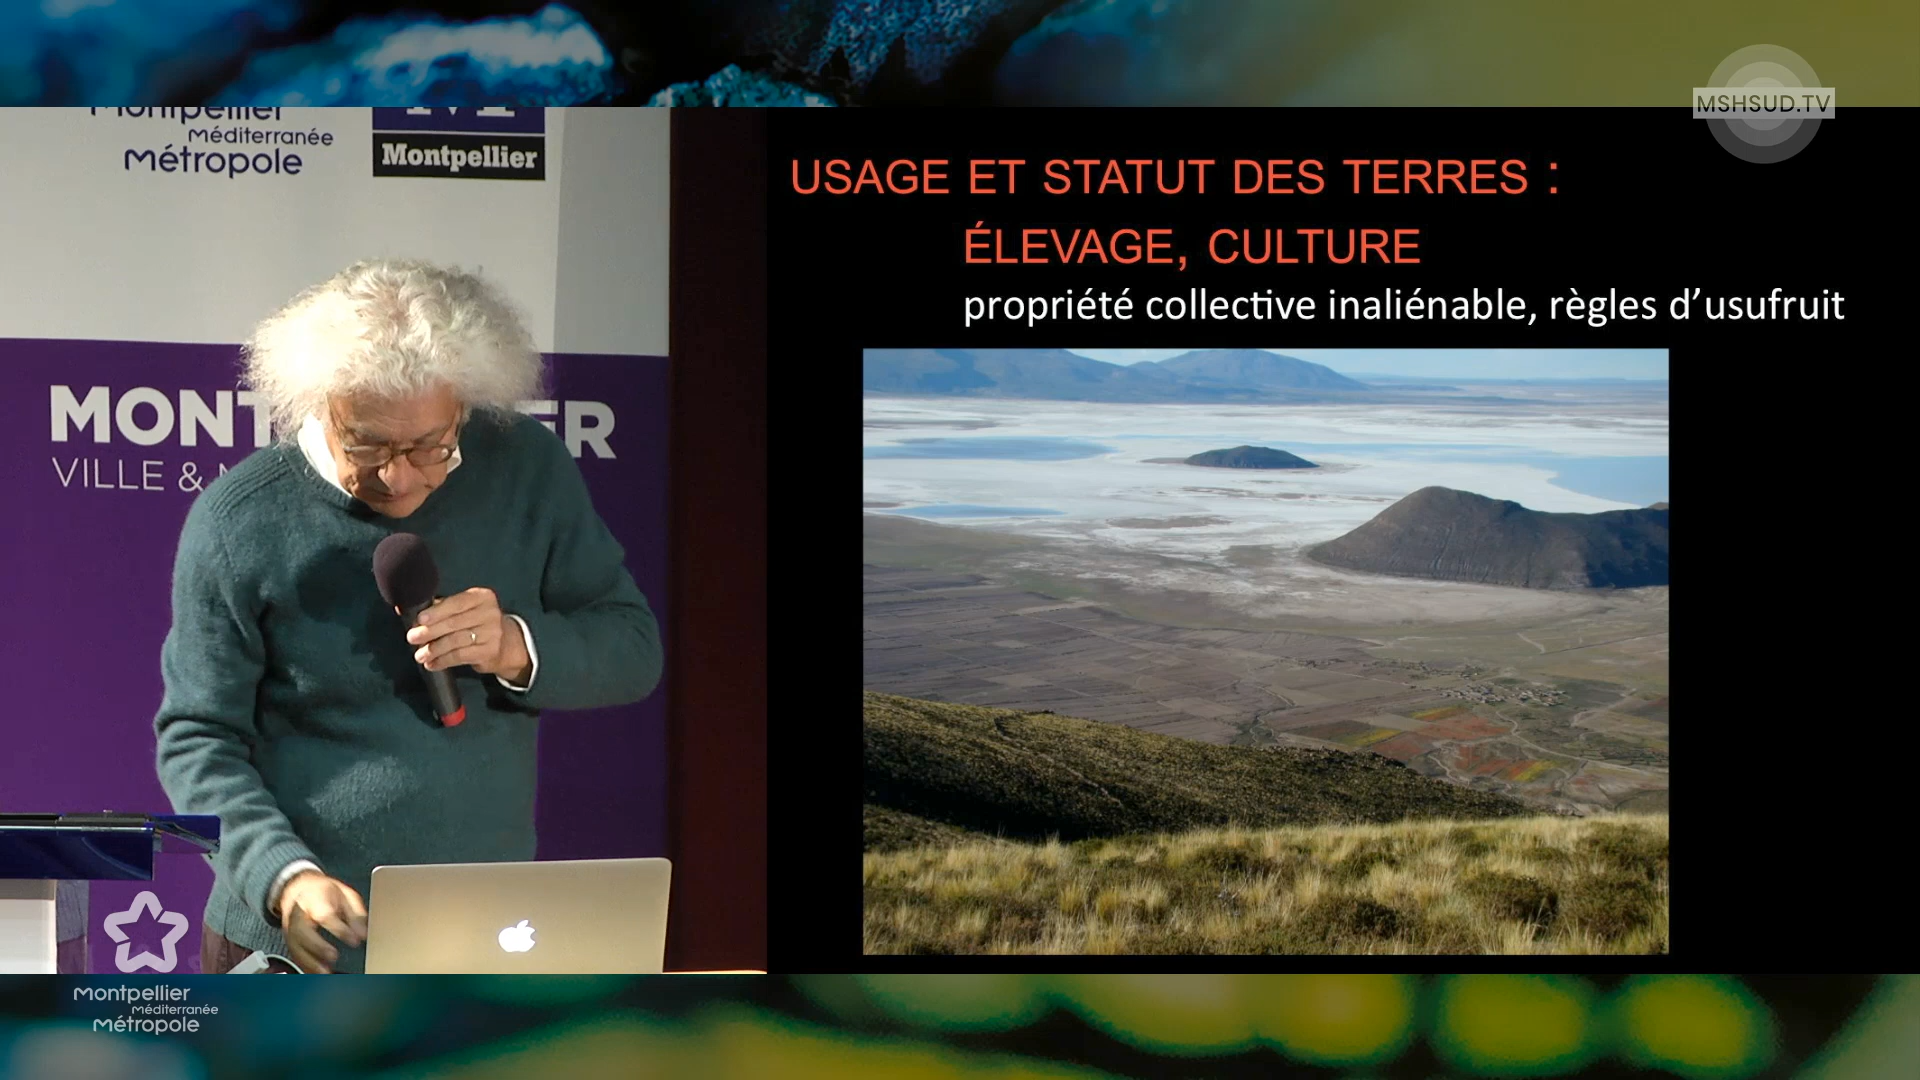 MSHSUD.TV
montpellier
méditerranée
métropole
Montpellier
MONT ER
VILLE &
USAGE ET STATUT DES TERRES :
ÉLEVAGE, CULTURE
propriété collective inaliénable, règles d’usufruit
montpellier
méditerranée
métropole